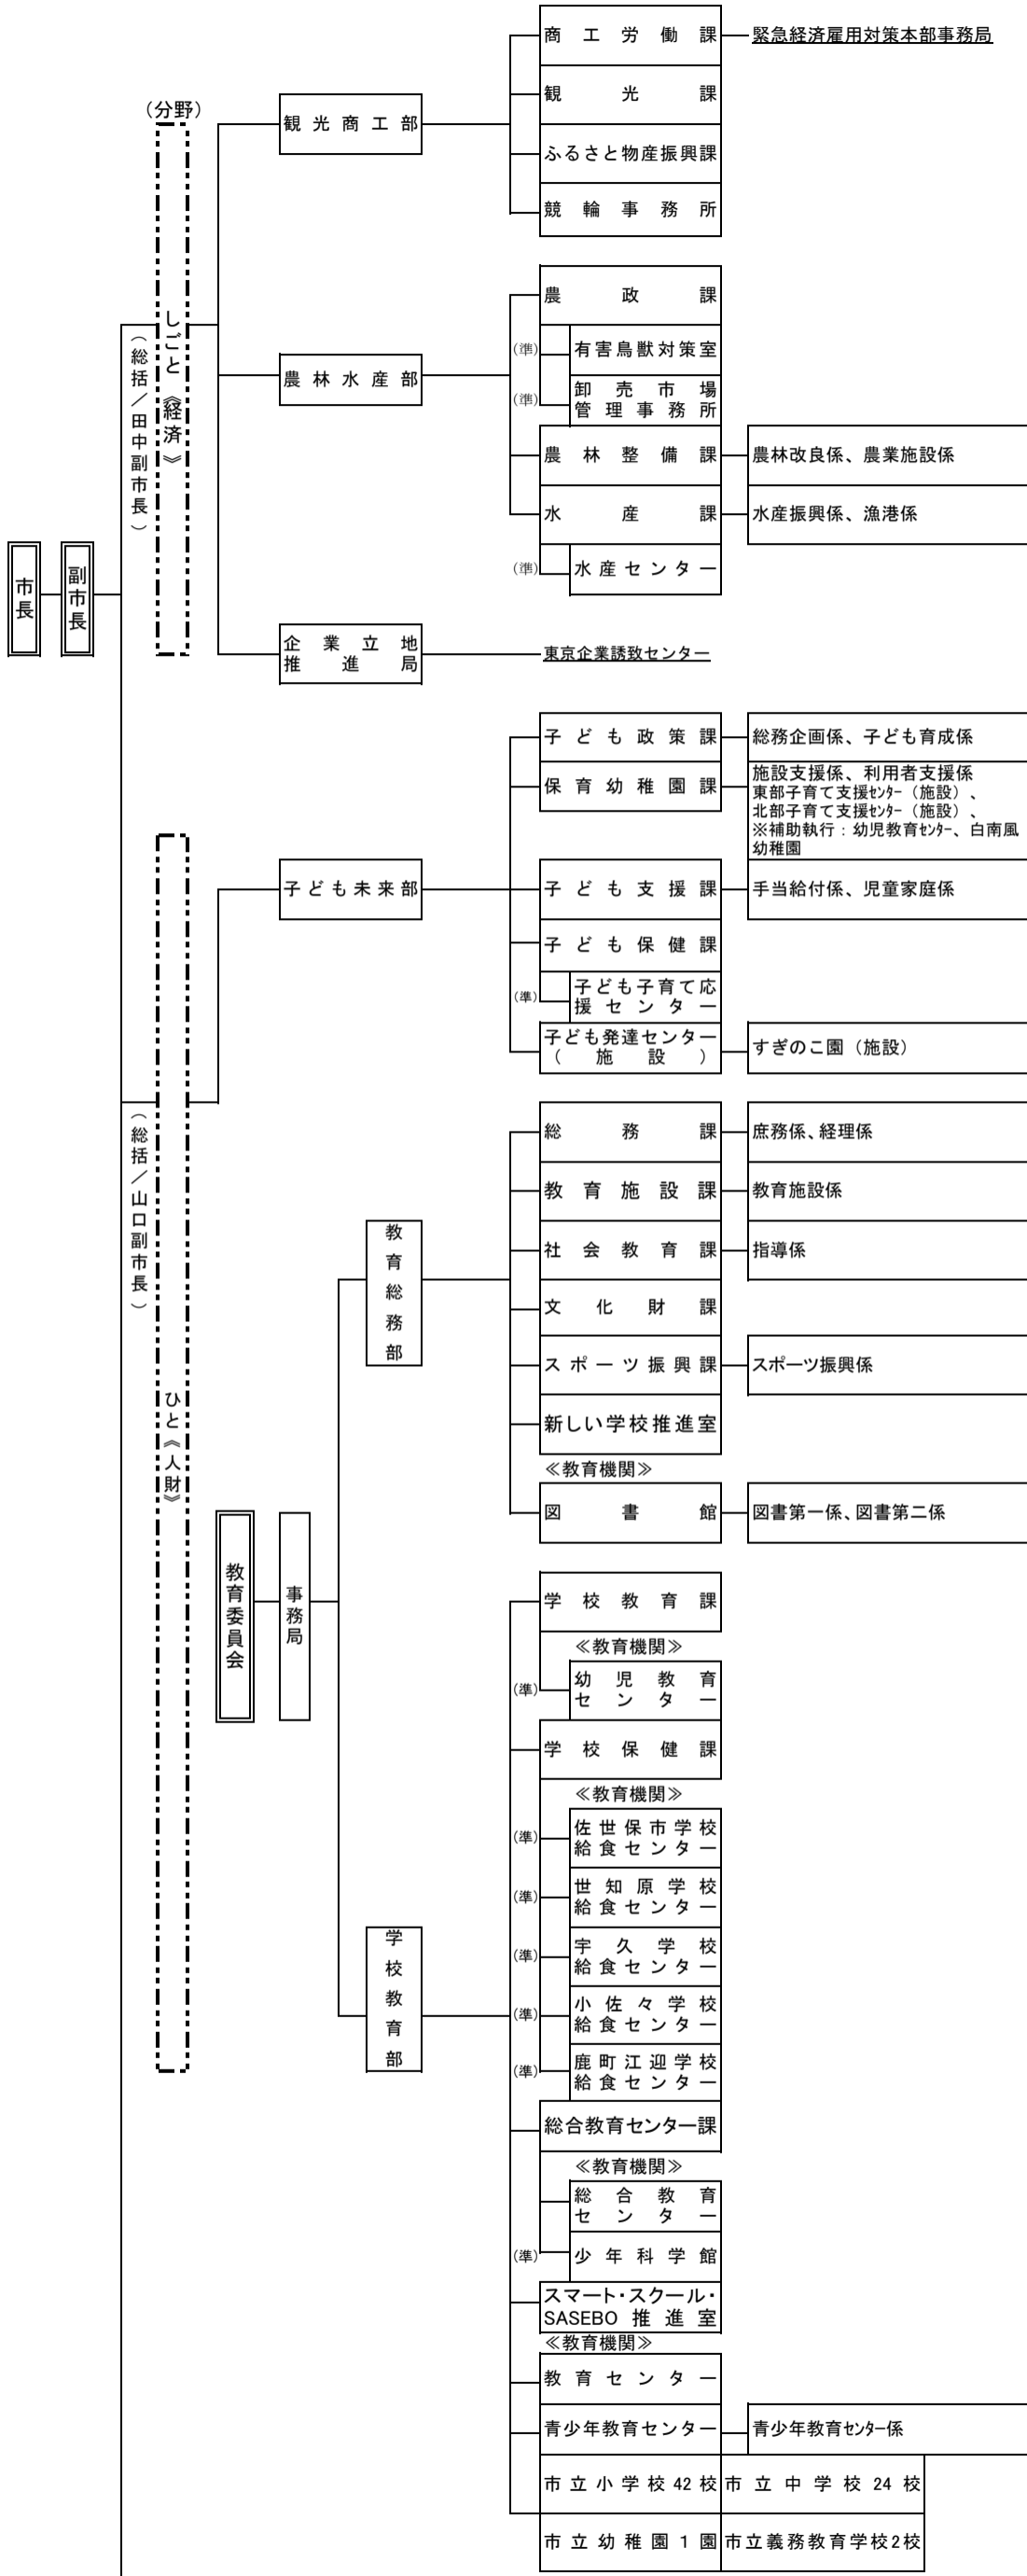 商工労働課
緊急経済雇用対策本部事務局
（分野）
観光商工部
観光課
ふるさと物産振興課
競輪事務所
しごと《経済》
（総括／田中副市長）
農林水産部
農政課
(準)
有害鳥獣対策室
(準)
卸売市場
管理事務所
農林整備課
農林改良係、農業施設係
水産課
水産振興係、漁港係
(準)
水産センター
市長
副市長
企業立地
推進局
東京企業誘致センター
子ども政策課
総務企画係、子ども育成係
保育幼稚園課
施設支援係、利用者支援係
東部子育て支援ｾﾝﾀｰ（施設）、
北部子育て支援ｾﾝﾀｰ（施設）、
※補助執行：幼児教育ｾﾝﾀｰ、白南風
幼稚園
子ども未来部
子ども支援課
手当給付係、児童家庭係
子ども保健課
(準)
子ども子育て応
援センター
子ども発達センター
（施設）
すぎのこ園（施設）
（総括／山口副市長）
ひと《人財》
総務課
庶務係、経理係
教育施設課
教育施設係
教育総務部
社会教育課
指導係
文化財課
スポーツ振興課
スポーツ振興係
新しい学校推進室
≪教育機関≫
図書館
図書第一係、図書第二係
教育委員会
事務局
学校教育課
≪教育機関≫
(準)
幼児教育
センター
学校保健課
≪教育機関≫
(準)
佐世保市学校
給食センター
(準)
世知原学校
給食センター
学校教育部
(準)
宇久学校
給食センター
(準)
小佐々学校
給食センター
(準)
鹿町江迎学校
給食センター
総合教育センター課
≪教育機関≫
総合教育
センター
(準)
少年科学館
スマート・スクール・
SASEBO推進室
≪教育機関≫
教育センター
青少年教育センター
青少年教育ｾﾝﾀｰ係
市立小学校42校
市立中学校24校
市立幼稚園1園
市立義務教育学校2校